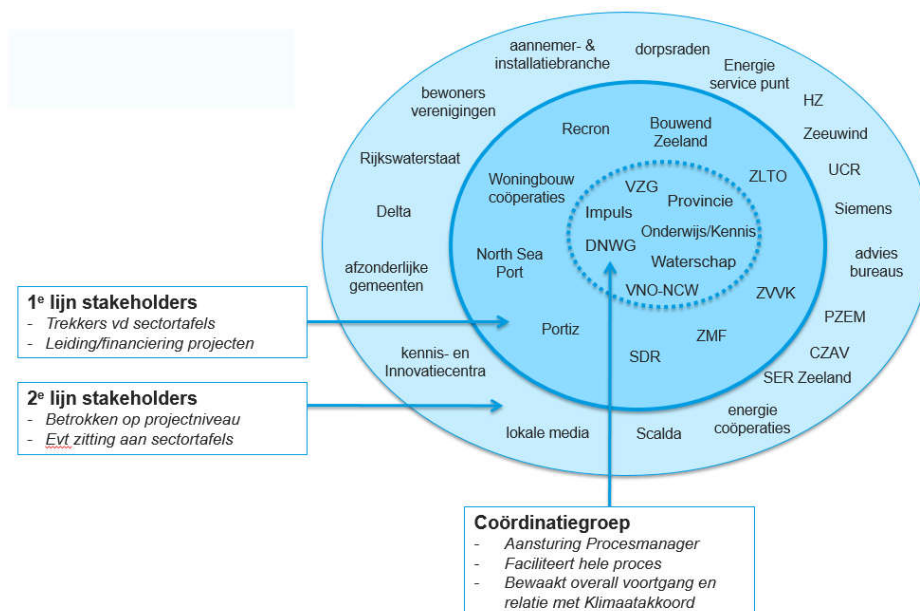 aannemer- &
installatiebranche
dorpsraden
Energie
service punt
HZ
bewoners
verenigingen
Zeeuwind
Rijkswaterstaat
UCR
Delta
Siemens
afzonderlijke
gemeenten
advies
bureaus
PZEM
kennis- en
Innovatiecentra
CZAV
SER Zeeland
lokale media
Scalda
energie
coöperaties
Recron
Bouwend
Zeeland
ZLTO
Woningbouw
coöperaties
North Sea
Port
ZVVK
Portiz
ZMF
SDR
VZG
Provincie
Impuls
Onderwijs/Kennis
DNWG
Waterschap
VNO-NCW
1e lijn stakeholders
- Trekkers vd sectortafels
- Leiding/financiering projecten
2e lijn stakeholders
- Betrokken op projectniveau
- Evt zitting aan sectortafels
Coördinatiegroep
- Aansturing Procesmanager
- Faciliteert hele proces
- Bewaakt overall voortgang en
relatie met Klimaatakkoord